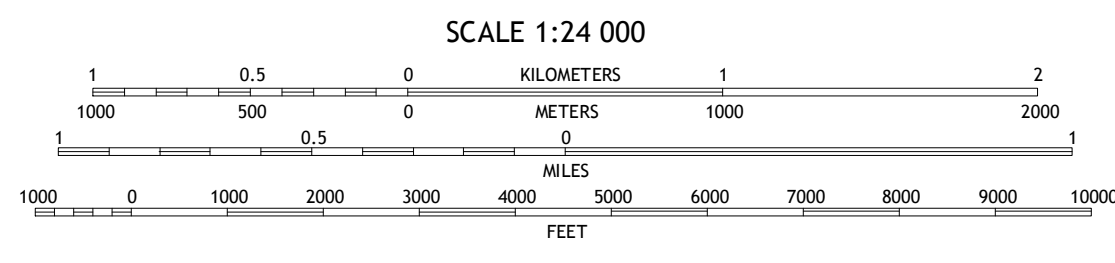 SCALE 1:24 000
1 0.5 0 KILOMETERS 1 2
1000 500 0 METERS 1000 2000
1 0.5 0 1
MILES
1000 0 1000 2000 3000 4000 5000 6000 7000 8000 9000 10000
FEET